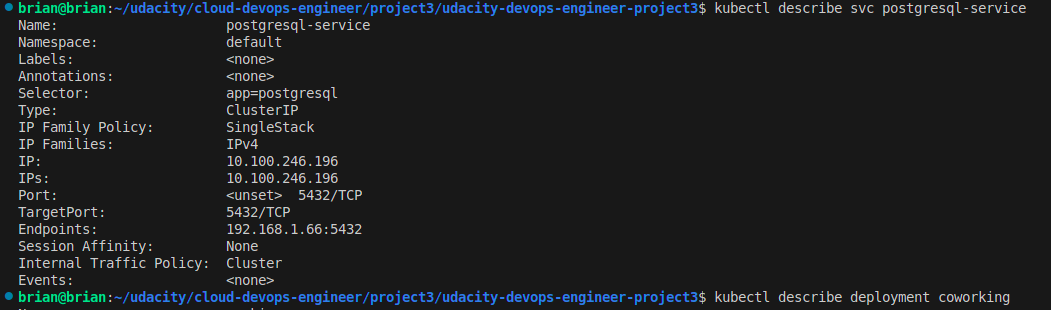 brian@brian:~/udacity/cloud-devops-engineer/project3/udacity-devops-engineer-project3$ kubectl describe svc postgresql-service
Name:                     postgresql-service
Namespace:                default
Labels:                   <none>
Annotations:              <none>
Selector:                 app=postgresql
Type:                     ClusterIP
IP Family Policy:         SingleStack
IP Families:              IPv4
IP:                       10.100.246.196
IPs:                      10.100.246.196
Port:                     <unset>  5432/TCP
TargetPort:               5432/TCP
Endpoints:                192.168.1.66:5432
Session Affinity:         None
Internal Traffic Policy:  Cluster
Events:                   <none>
brian@brian:~/udacity/cloud-devops-engineer/project3/udacity-devops-engineer-project3$ kubectl describe deployment coworking